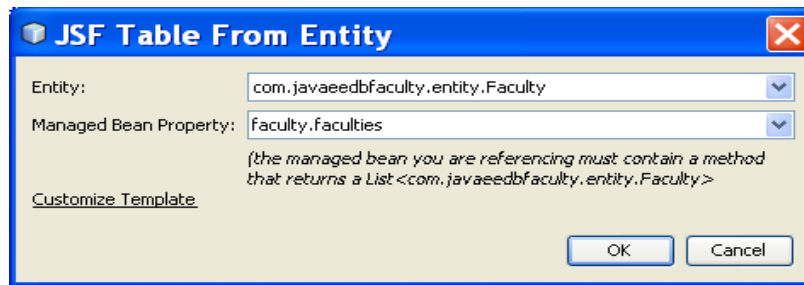 JSF Table From Entity
Entity: com.javaeedbfaculty.entity.Faculty
Managed Bean Property: faculty.faculties
(the managed bean you are referencing must contain a method
that returns a List<com.javaeedbfaculty.entity.Faculty>
Customize Template
OK Cancel